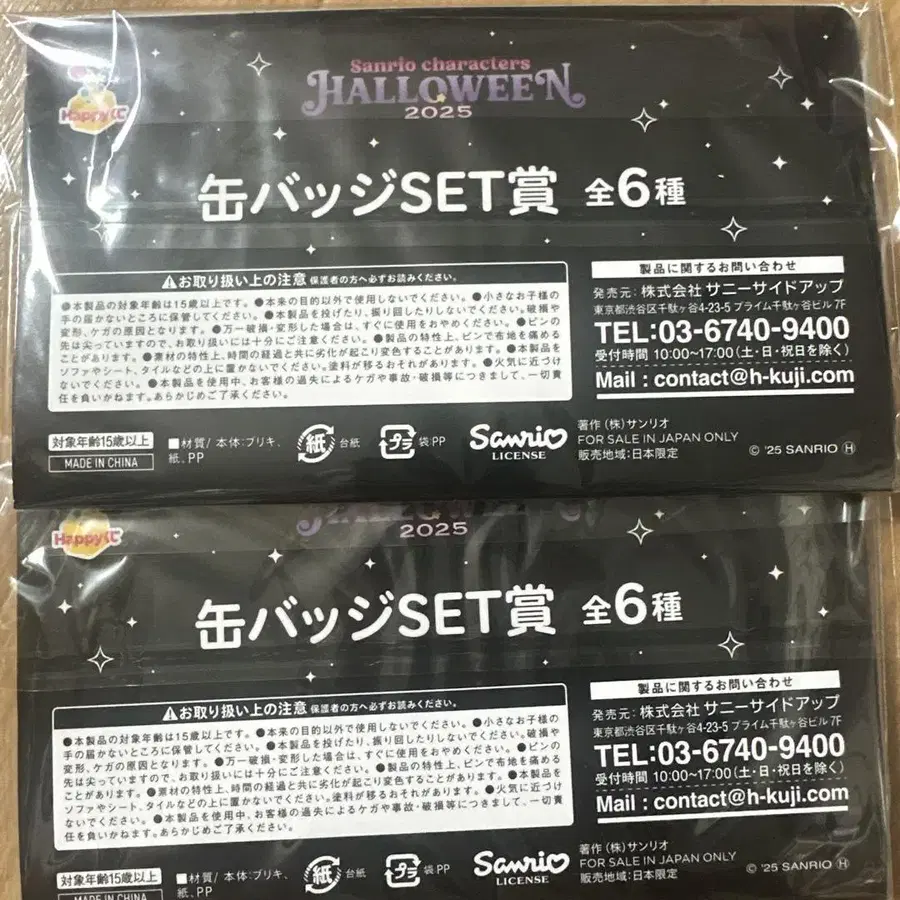 Happyくじ
Sanrio characters
HALLOWEEN
2025
缶バッジSET賞 全6種
⚠お取り扱い上の注意 保護者の方へ必ずお読みください。
●本製品の対象年齢は15歳以上です。●本来の目的以外で使用しないでください。●小さなお子様の
手の届かないところに保管してください。●本製品を投げたり、振り回したりしないでください。破損や
変形、ケガの原因となります。●万一破損・変形した場合は、すぐに使用をおやめください。●ピンの
先は尖っていますので、お取り扱いには十分にご注意ください。●製品の特性上、ピンで布地を痛める
ことがあります。●素材の特性上、時間の経過と共に劣化が起こり変色することがあります。●本製品を
ソファやシート、タイルなどの上に置かないでください。塗料が移るおそれがあります。●火気に近づけ
ないでください。●本製品を使用中、お客様の過失によるケガや事故・破損等につきまして、一切責任
を負いかねます。あらかじめご了承ください。
製品に関するお問い合わせ
発売元：株式会社 サニーサイドアップ
東京都渋谷区千駄ヶ谷4-23-5 プライム千駄ヶ谷ビル 7F
TEL:03-6740-9400
受付時間 10:00~17:00(土・日・祝日を除く)
Mail : contact@h-kuji.com
対象年齢15歳以上
MADE IN CHINA
■材質/ 本体：ブリキ、
紙、PP
紙 台紙
プラ 袋:PP
Sanrio
LICENSE
著作 (株)サンリオ
FOR SALE IN JAPAN ONLY
販売地域：日本限定
© '25 SANRIO Ⓗ
Happyくじ
HALLOWEEN
2025
缶バッジSET賞 全6種
⚠お取り扱い上の注意 保護者の方へ必ずお読みください。
●本製品の対象年齢は15歳以上です。●本来の目的以外で使用しないでください。●小さなお子様の
手の届かないところに保管してください。●本製品を投げたり、振り回したりしないでください。破損や
変形、ケガの原因となります。●万一破損・変形した場合は、すぐに使用をおやめください。●ピンの
先は尖っていますので、お取り扱いには十分にご注意ください。●製品の特性上、ピンで布地を痛める
ことがあります。●素材の特性上、時間の経過と共に劣化が起こり変色することがあります。●本製品を
ソファやシート、タイルなどの上に置かないでください。塗料が移るおそれがあります。●火気に近づけ
ないでください。●本製品を使用中、お客様の過失によるケガや事故・破損等につきまして、一切責
任を負いかねます。あらかじめご了承ください。
製品に関するお問い合わせ
発売元：株式会社 サニーサイドアップ
東京都渋谷区千駄ヶ谷4-23-5 プライム千駄ヶ谷ビル 7F
TEL:03-6740-9400
受付時間 10:00~17:00(土・日・祝日を除く)
Mail : contact@h-kuji.com
対象年齢15歳以上
MADE IN CHINA
■材質/ 本体：ブリキ、
紙、PP
紙 台紙
プラ 袋:PP
Sanrio
LICENSE
著作 (株)サンリオ
FOR SALE IN JAPAN ONLY
販売地域：日本限定
© '25 SANRIO Ⓗ